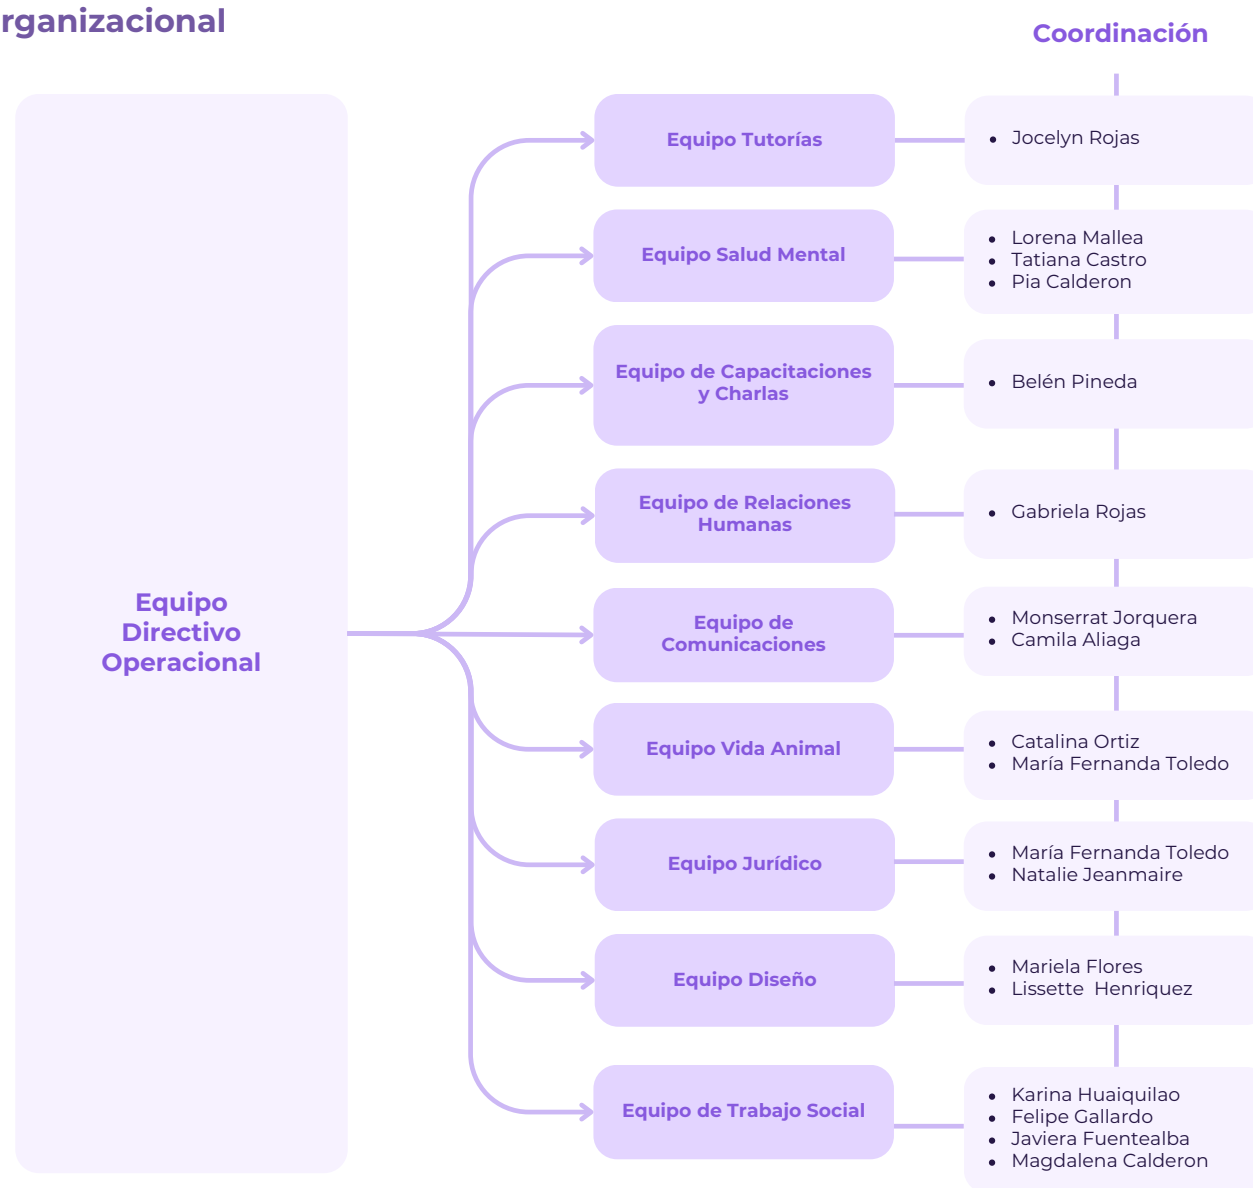 rganizacional
Coordinación
Equipo
Directivo
Operacional
Equipo Tutorías
Jocelyn Rojas
Equipo Salud Mental
Lorena Mallea
Tatiana Castro
Pia Calderon
Equipo de Capacitaciones
y Charlas
Belén Pineda
Equipo de Relaciones
Humanas
Gabriela Rojas
Equipo de
Comunicaciones
Monserrat Jorquera
Camila Aliaga
Equipo Vida Animal
Catalina Ortiz
María Fernanda Toledo
Equipo Jurídico
María Fernanda Toledo
Natalie Jeanmaire
Equipo Diseño
Mariela Flores
Lissette  Henriquez
Equipo de Trabajo Social
Karina Huaiquilao
Felipe Gallardo
Javiera Fuentealba
Magdalena Calderon